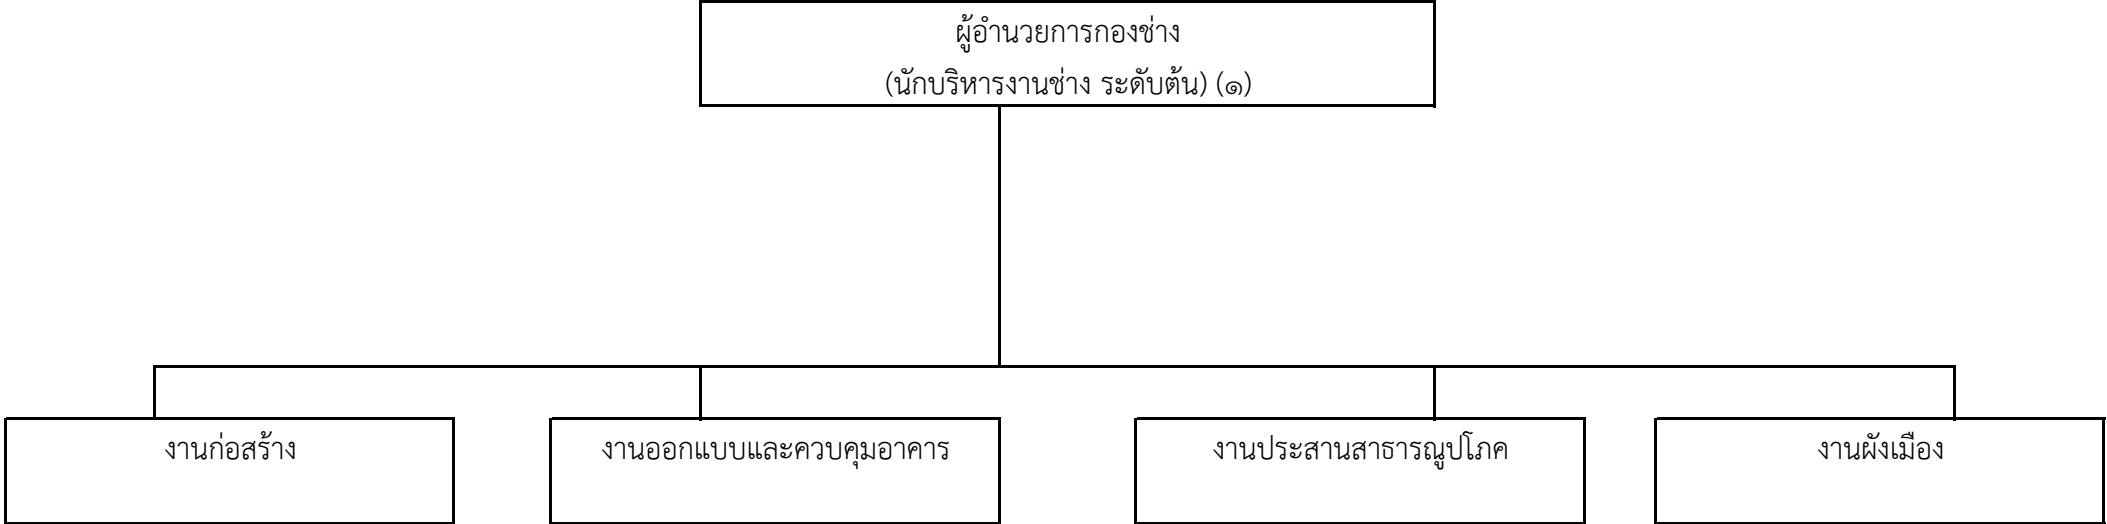 ผู้อำนวยการกองช่าง
(นักบริหารงานช่าง ระดับต้น) (๑)
งานก่อสร้าง
งานออกแบบและควบคุมอาคาร
งานประสานสาธารณูปโภค
งานผังเมือง